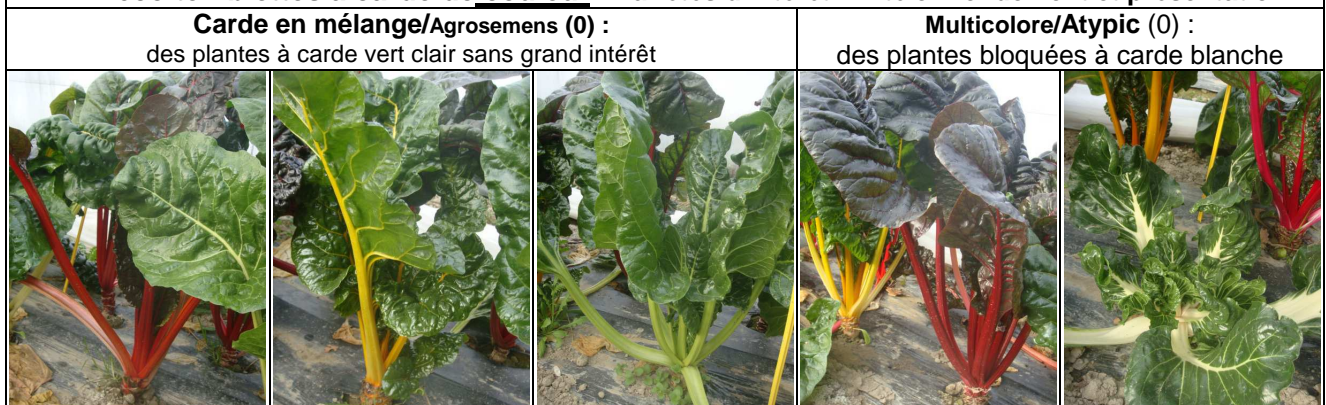 Carde en mélange/Agrosemens (0) :
des plantes à carde vert clair sans grand intérêt
Multicolore/Atypic (0) :
des plantes bloquées à carde blanche